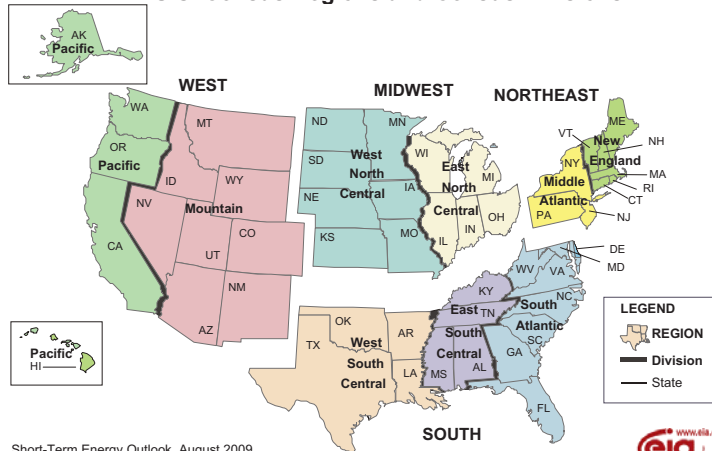 AK
Pacific
WEST
MIDWEST
NORTHEAST
WA
MT
ND
MN
ME
VT
New
NH
OR
SD
WI
NY
England
MA
Pacific
ID
WY
West
North
Central
East
North
Central
MI
Middle
Atlantic
RI
CT
NV
Mountain
NE
IA
OH
PA
NJ
CA
UT
CO
KS
MO
IL
IN
DE
MD
AZ
NM
KY
WV
VA
NC
OK
AR
East
South
Central
TN
South
Atlantic
SC
LEGEND
REGION
Division
State
Pacific
HI
TX
West
South
Central
LA
MS
AL
GA
FL
SOUTH
Short-Term Energy Outlook, August 2009
www.eia.
eia